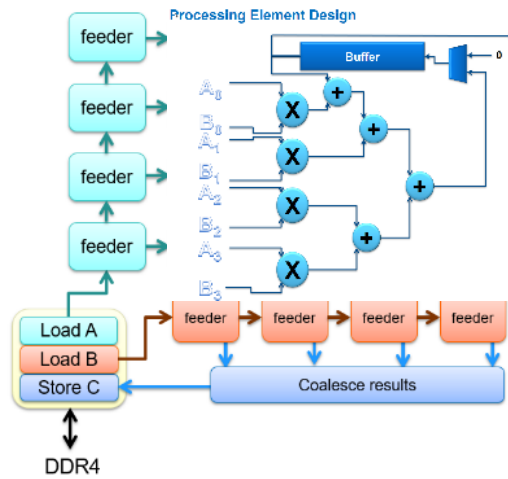 Processing Element Design
feeder
Buffer
0
feeder
A0
B0
A1
feeder
B1
A2
B2
feeder
A3
B3
Load A
Load B
Store C
feeder
feeder
feeder
feeder
Coalesce results
DDR4
X
X
X
X
+
+
+
+